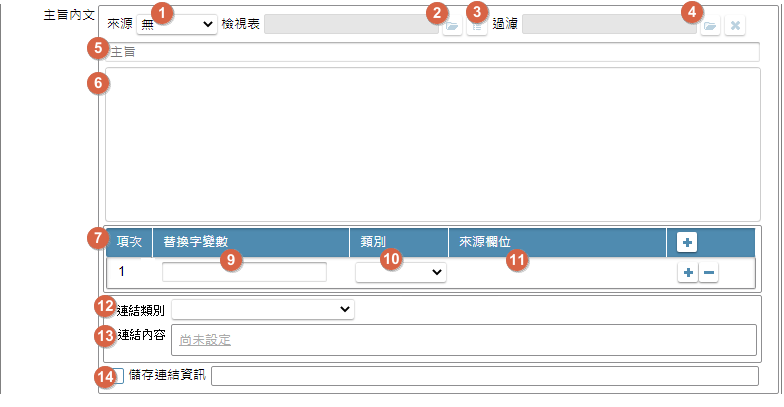 主旨內文
來源 1 無 檢視表 2 3 過濾 4
5 主旨
6
7 項次 替換字變數 類別 來源欄位
1 9 10 11
12 連結類別
13 連結內容 尚未設定
14 儲存連結資訊